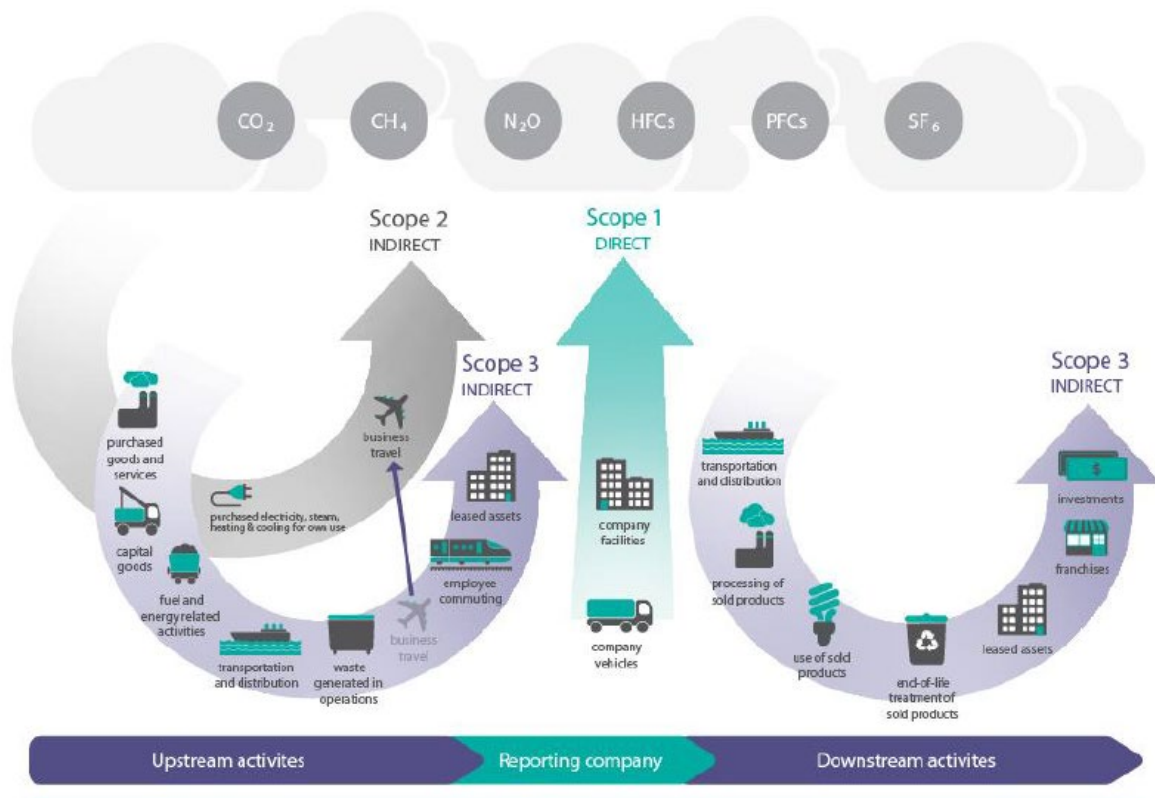 CO₂
CH₄
N₂O
HFCs
PFCs
SF₆
Scope 2
INDIRECT
Scope 1
DIRECT
Scope 3
INDIRECT
Scope 3
INDIRECT
purchased
goods and
services
capital
goods
fuel and
energy related
activities
purchased electricity, steam,
heating & cooling for own use
business
travel
transportation
and distribution
waste
generated in
operations
business
travel
employee
commuting
leased assets
company
facilities
company
vehicles
transportation
and distribution
processing of
sold products
use of sold
products
end-of-life
treatment of
sold products
leased assets
franchises
$
investments
Upstream activites
Reporting company
Downstream activites